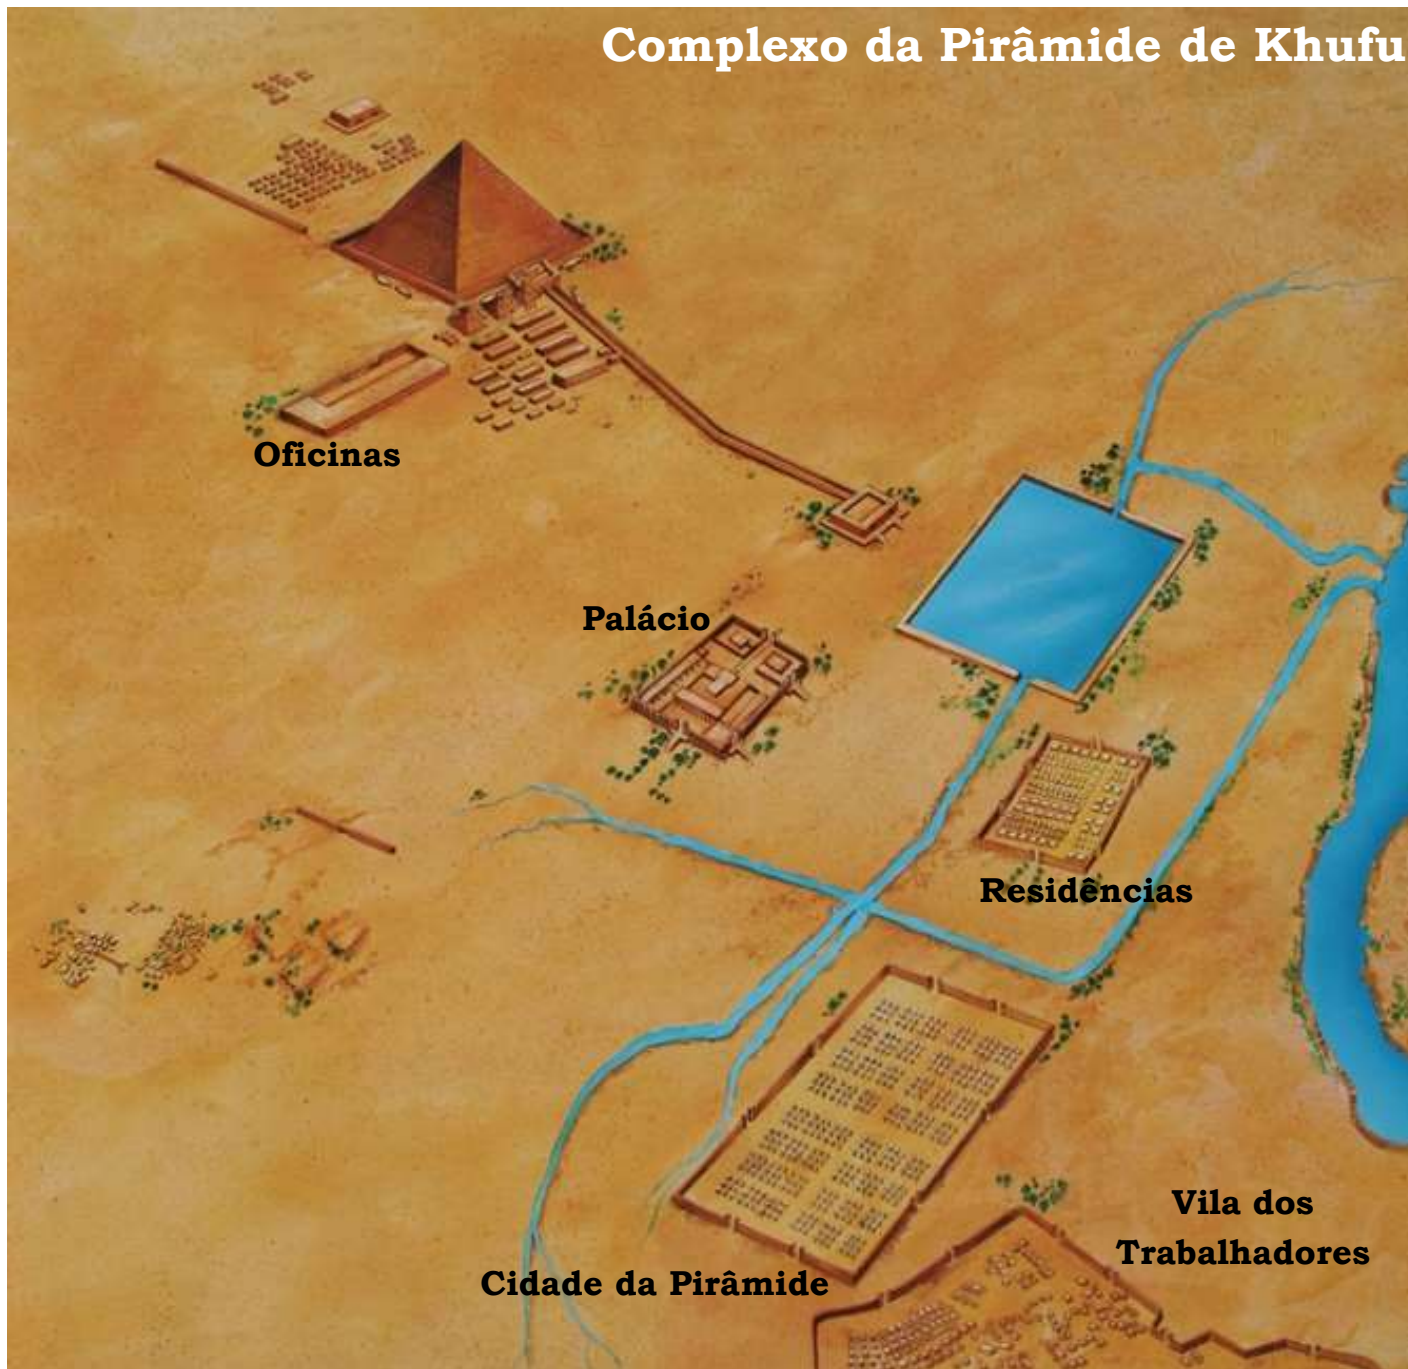 Complexo da Pirâmide de Khufu
Oficinas
Palácio
Residências
Vila dos
Trabalhadores
Cidade da Pirâmide